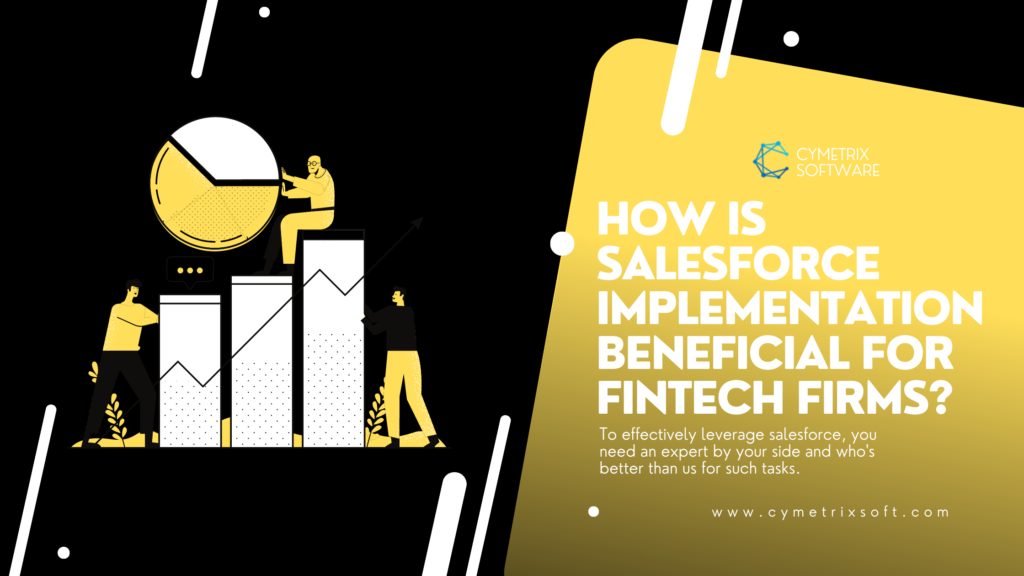 CYMETRIX
SOFTWARE
HOW IS
SALESFORCE
IMPLEMENTATION
BENEFICIAL FOR
FINTECH FIRMS?
To effectively leverage salesforce, you
need an expert by your side and who's
better than us for such tasks.
www.cymetrixsoft.com